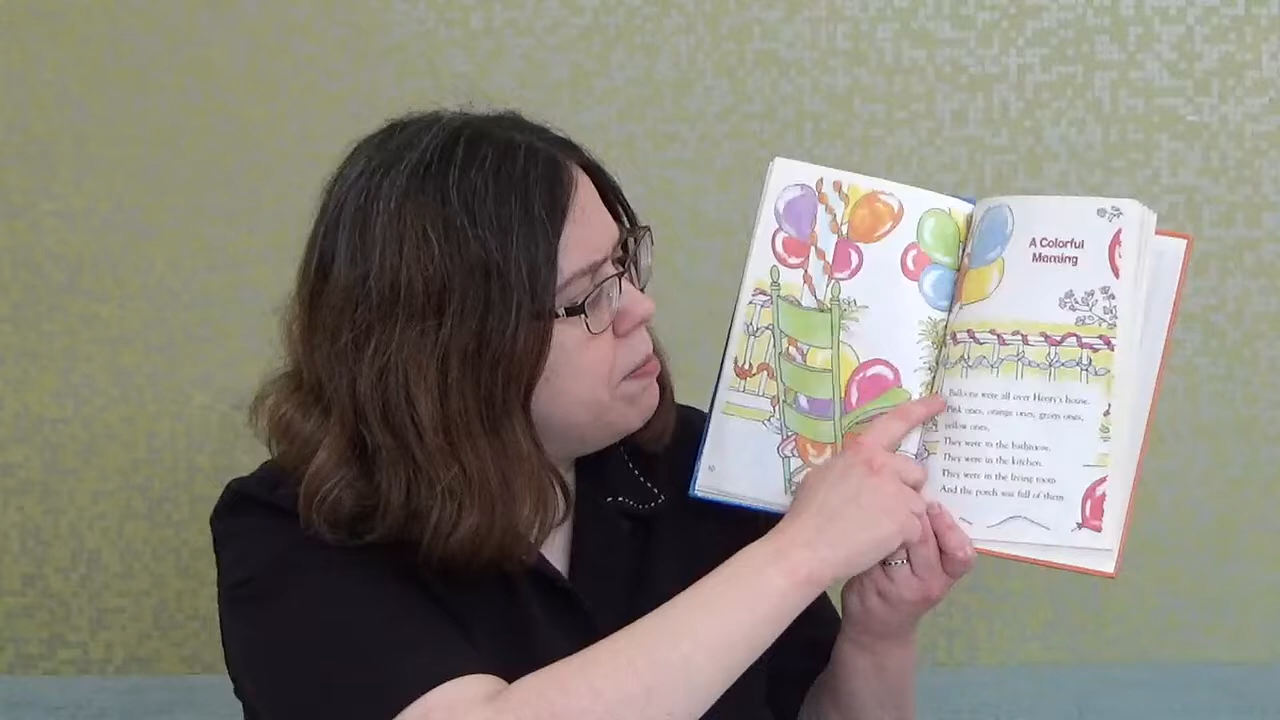 A Colorful
Morning
Balloons were all over Henry's house.
Pink ones, orange ones, green ones,
yellow ones.
They were in the bathroom.
They were in the kitchen.
They were in the living room.
And the porch was full of them
10